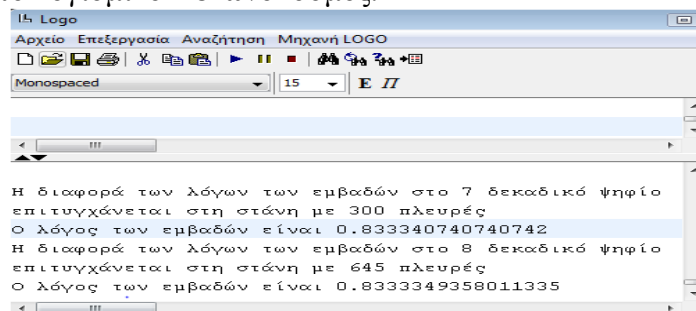 Logo
Αρχείο Επεξεργασία Αναζήτηση Μηχανή LOGO
Monospaced 15 Ε Π
Η διαφορά των λόγων των εμβαδών στο 7 δεκαδικό ψηφίο
επιτυγχάνεται στη στάνη με 300 πλευρές
Ο λόγος των εμβαδών είναι 0.833340740740742
Η διαφορά των λόγων των εμβαδών στο 8 δεκαδικό ψηφίο
επιτυγχάνεται στη στάνη με 645 πλευρές
Ο λόγος των εμβαδών είναι 0.8333349358011335